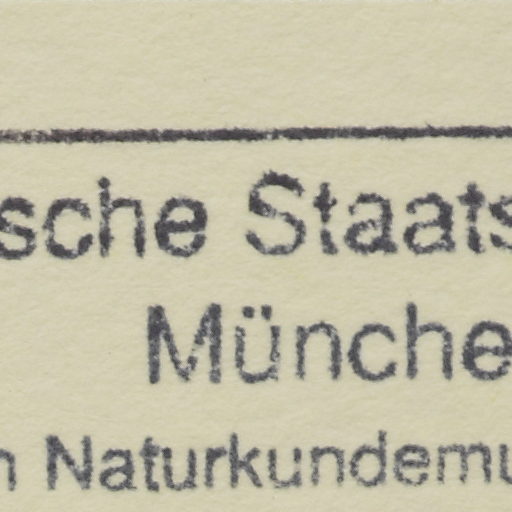 sche Staats
Münche
n Naturkundemu